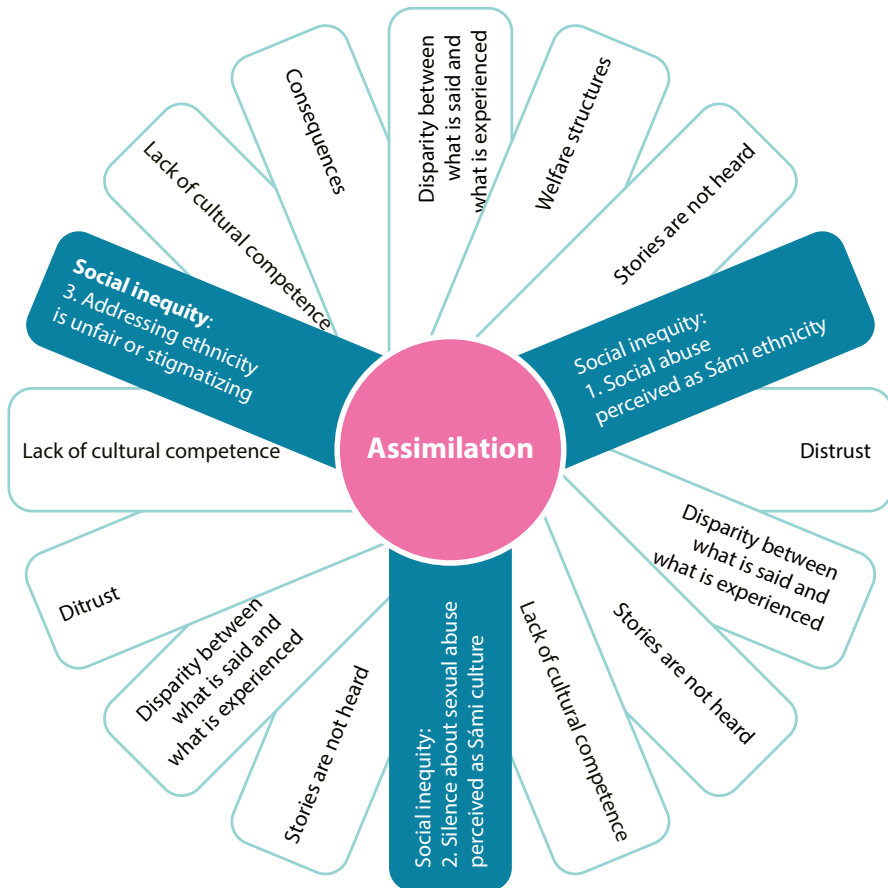 Disparity between
what is said and
what is experienced
Welfare structures
Stories are not heard
Social inequity:
1. Social abuse
perceived as Sámi ethnicity
Distrust
Disparity between
what is said and
what is experienced
Stories are not heard
Lack of cultural competence
Social inequity:
2. Silence about sexual abuse
perceived as Sámi culture
Stories are not heard
Disparity between
what is said and
what is experienced
Ditrust
Lack of cultural competence
Social inequity:
3. Addressing ethnicity
is unfair or stigmatizing
Lack of cultural competence
Consequences
Assimilation